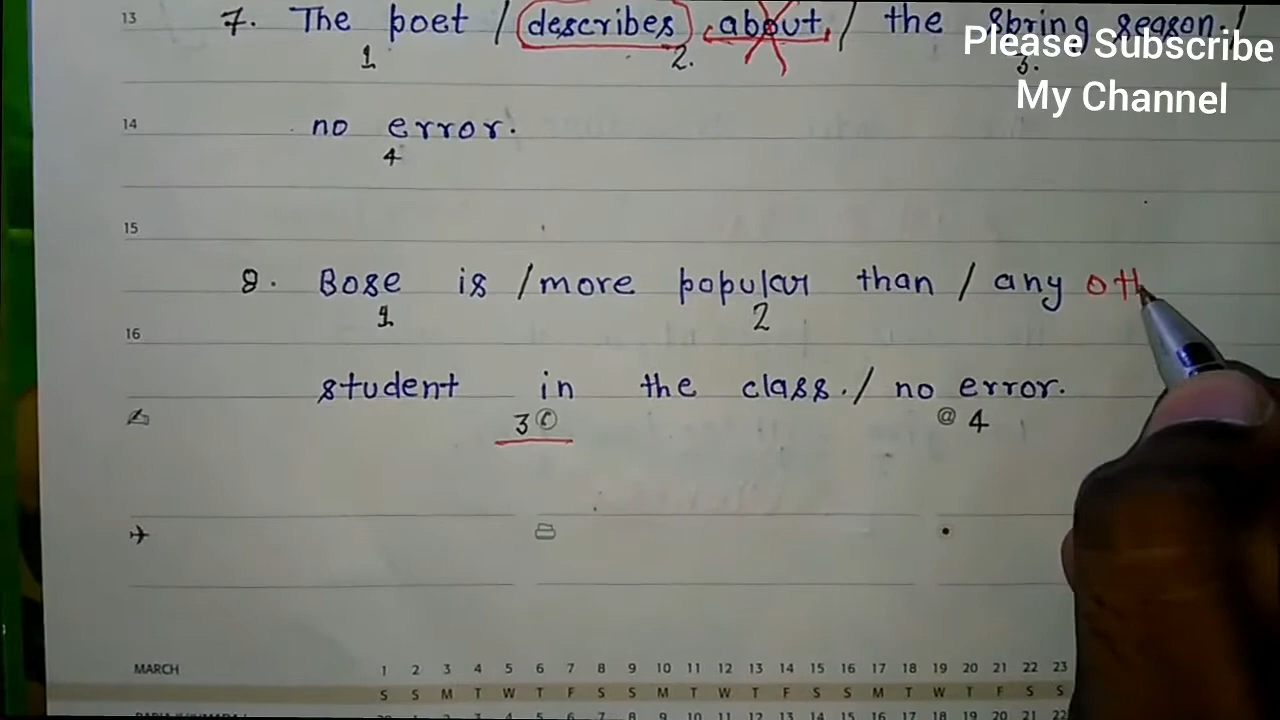 13 7. The poet / describes about / the spring season. /
1 2. 3.
Please Subscribe
My Channel
14 no error.
4
15
8. Bose is / more popular than / any oth
1 2
16
student in the class. / no error.
3 © @ 4
MARCH 1 2 3 4 5 6 7 8 9 10 11 12 13 14 15 16 17 18 19 20 21 22 23
S S M T W T F S S M T W T F S S M T W T F S S